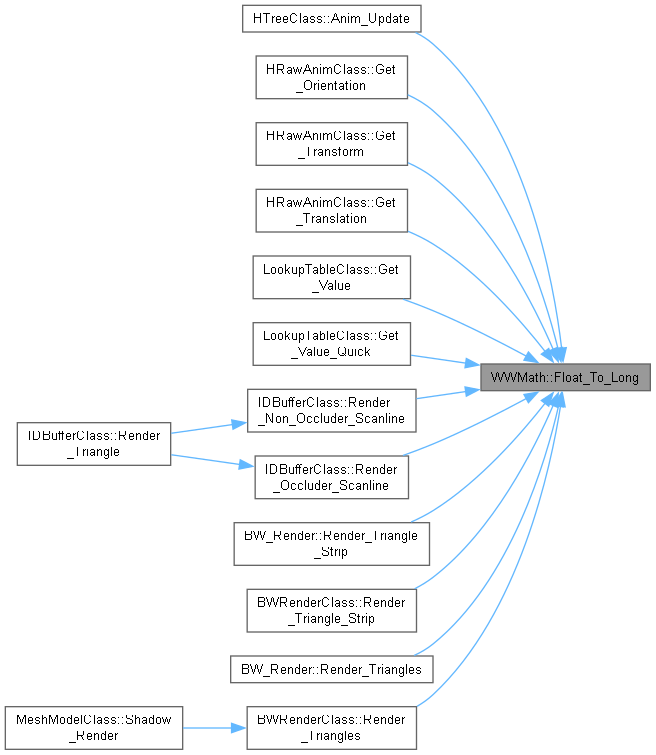 HTreeClass::Anim_Update
HRawAnimClass::Get
_Orientation
HRawAnimClass::Get
_Transform
HRawAnimClass::Get
_Translation
LookupTableClass::Get
_Value
LookupTableClass::Get
_Value_Quick
WWMath::Float_To_Long
IDBufferClass::Render
_Non_Occluder_Scanline
IDBufferClass::Render
_Triangle
IDBufferClass::Render
_Occluder_Scanline
BW_Render::Render_Triangle
_Strip
BWRenderClass::Render
_Triangle_Strip
BW_Render::Render_Triangles
MeshModelClass::Shadow
_Render
BWRenderClass::Render
_Triangles